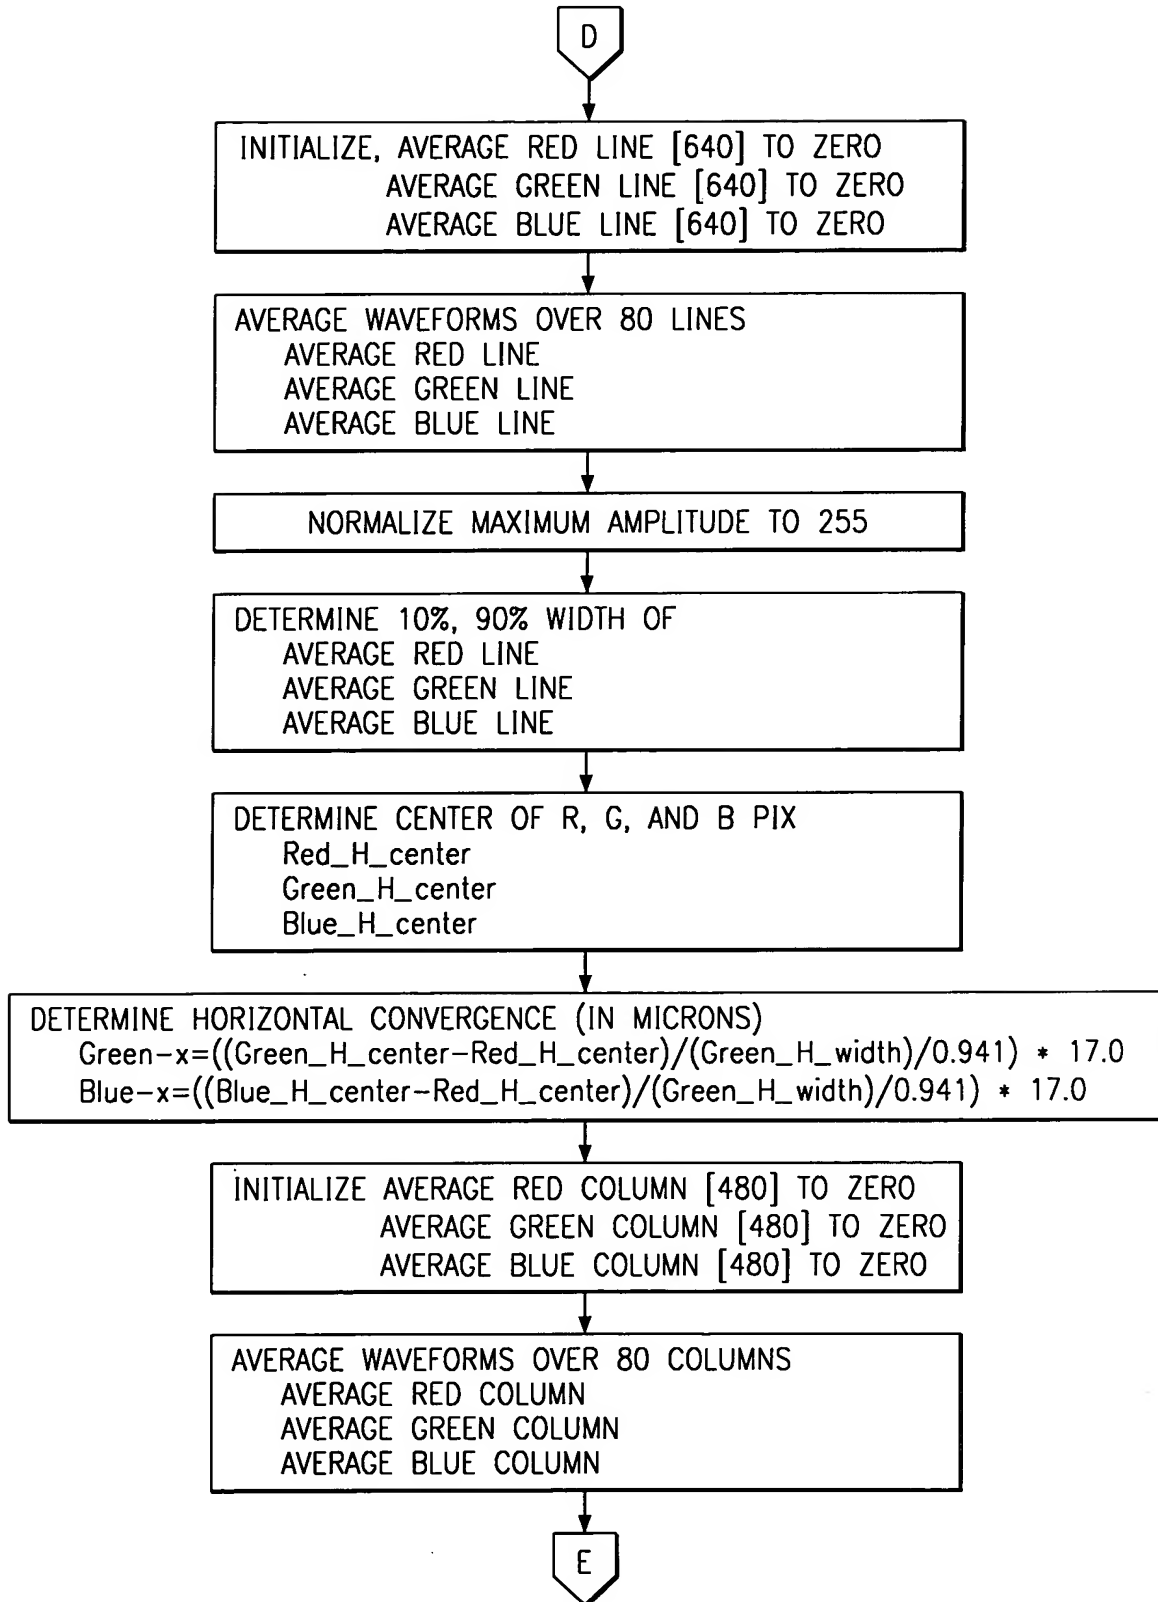 D
INITIALIZE, AVERAGE RED LINE [640] TO ZERO
AVERAGE GREEN LINE [640] TO ZERO
AVERAGE BLUE LINE [640] TO ZERO
AVERAGE WAVEFORMS OVER 80 LINES
AVERAGE RED LINE
AVERAGE GREEN LINE
AVERAGE BLUE LINE
NORMALIZE MAXIMUM AMPLITUDE TO 255
DETERMINE 10%, 90% WIDTH OF
AVERAGE RED LINE
AVERAGE GREEN LINE
AVERAGE BLUE LINE
DETERMINE CENTER OF R, G, AND B PIX
Red_H_center
Green_H_center
Blue_H_center
DETERMINE HORIZONTAL CONVERGENCE (IN MICRONS)
Green-x=((Green_H_center-Red_H_center)/(Green_H_width)/0.941) * 17.0
Blue-x=((Blue_H_center-Red_H_center)/(Green_H_width)/0.941) * 17.0
INITIALIZE AVERAGE RED COLUMN [480] TO ZERO
AVERAGE GREEN COLUMN [480] TO ZERO
AVERAGE BLUE COLUMN [480] TO ZERO
AVERAGE WAVEFORMS OVER 80 COLUMNS
AVERAGE RED COLUMN
AVERAGE GREEN COLUMN
AVERAGE BLUE COLUMN
E